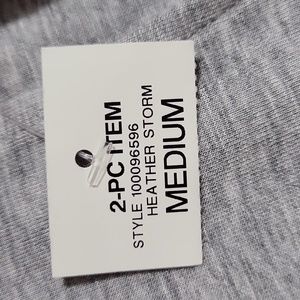 2-PC ITEM
STYLE 100096596
HEATHER STORM
MEDIUM